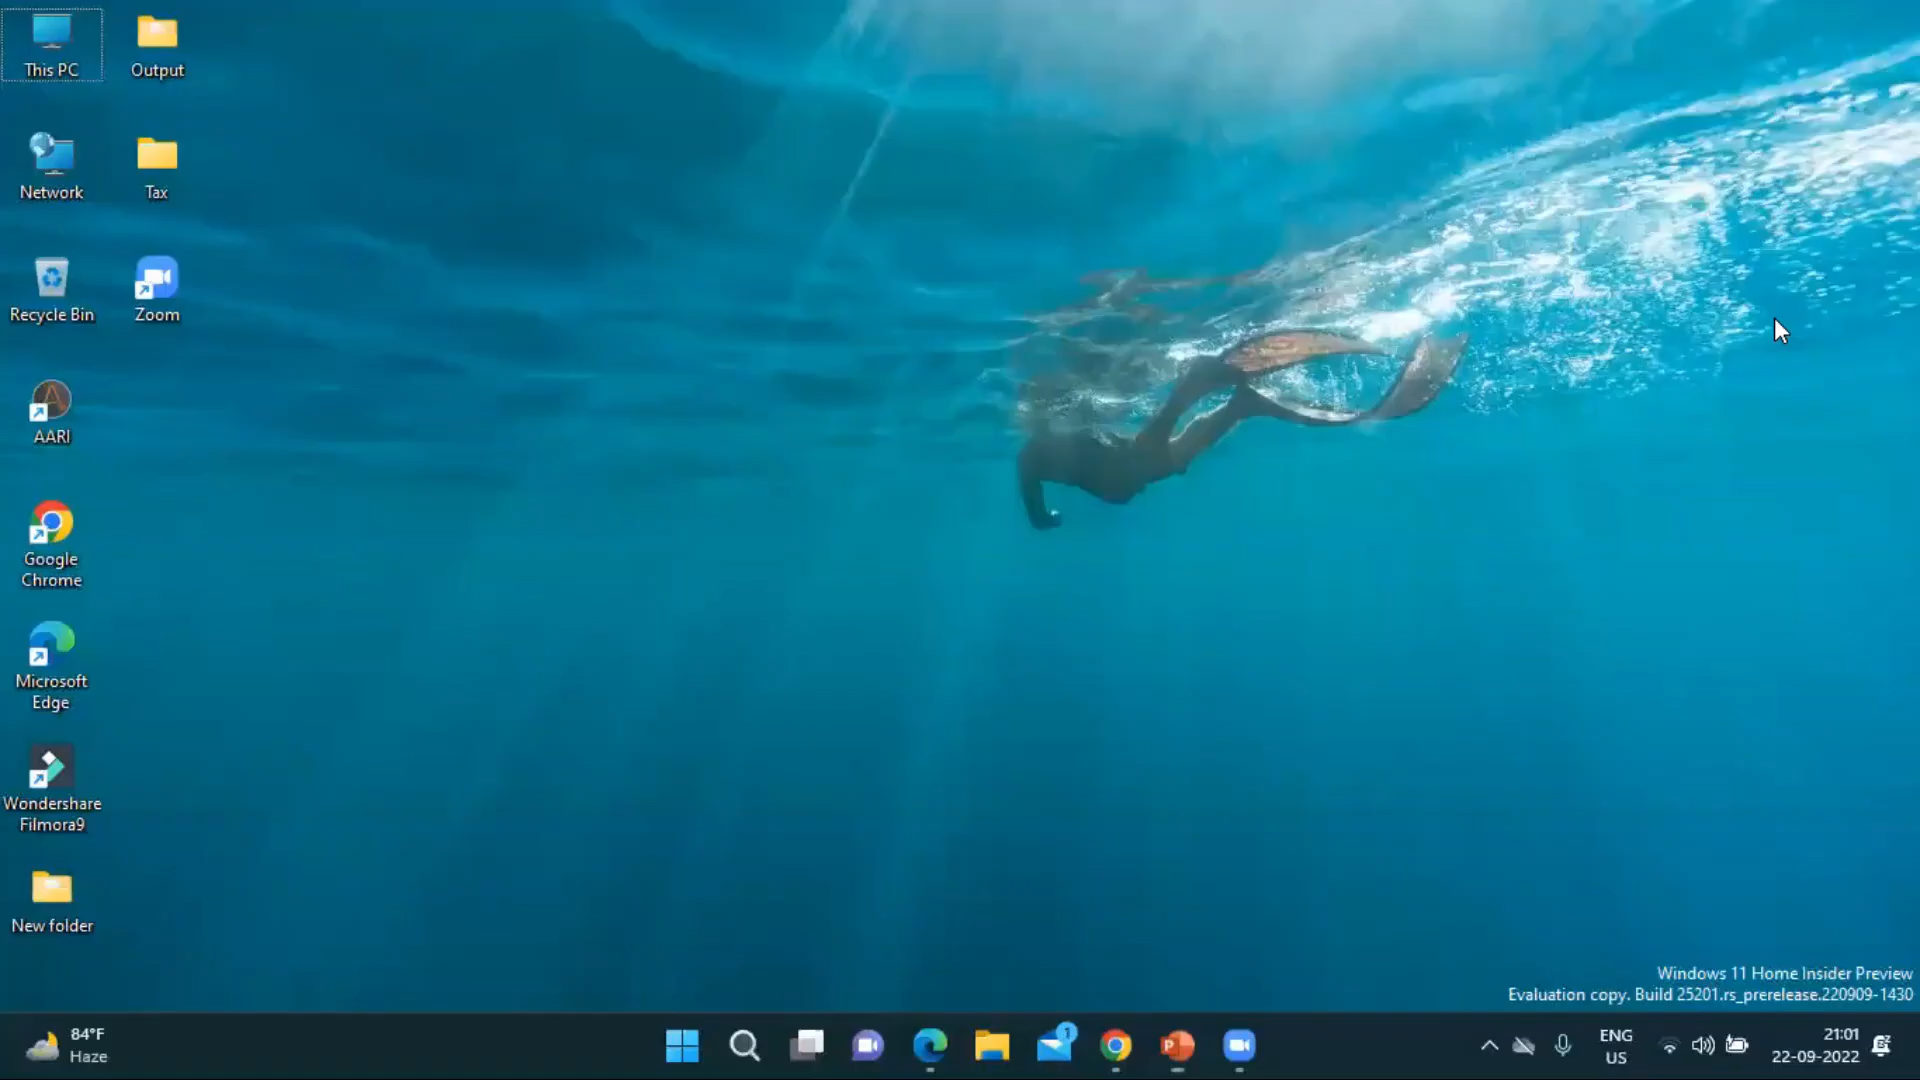 This PC
Output
Network
Tax
Recycle Bin
Zoom
AARI
Google
Chrome
Microsoft
Edge
Wondershare
Filmora9
New folder
Windows 11 Home Insider Preview
Evaluation copy. Build 25201.rs_prerelease.220909-1430
84°F
Haze
1
P
ENG
US
21:01
22-09-2022